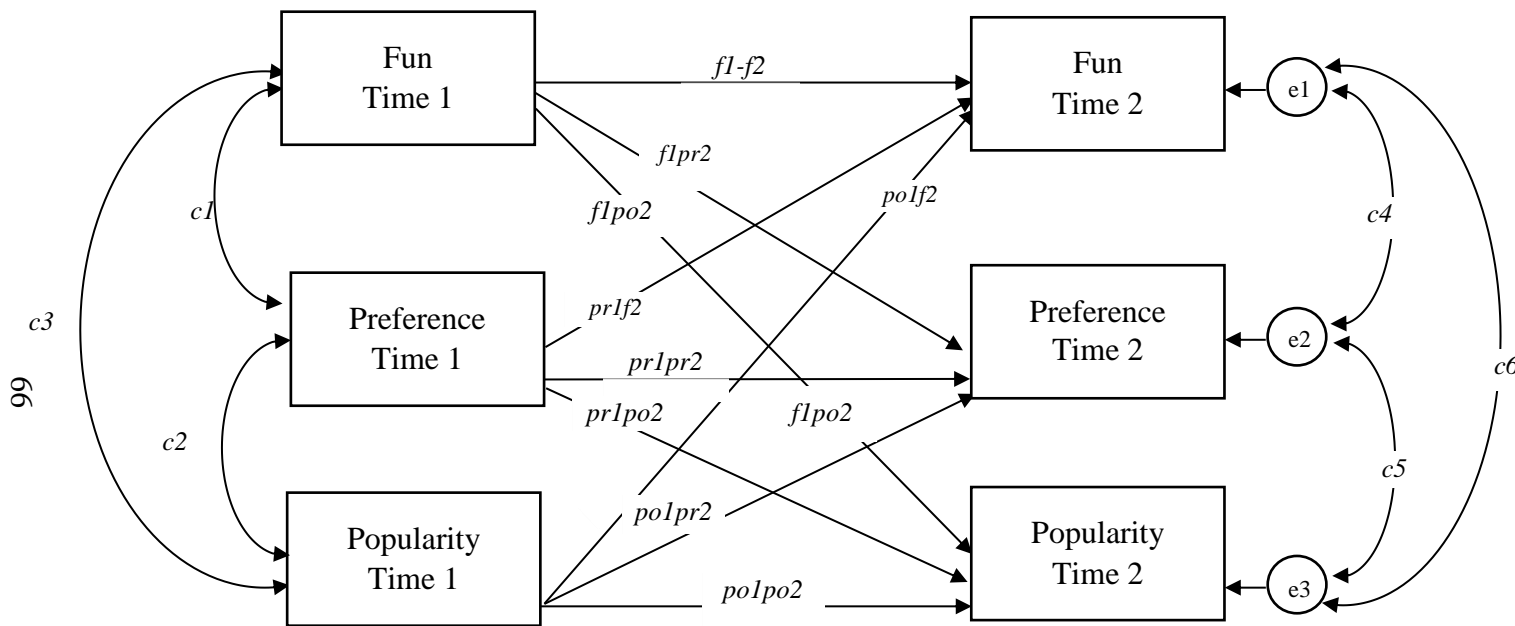 Fun
Time 1
f1-f2
Fun
Time 2
e1
f1pr2
f1po2
po1f2
c1
c4
c3
Preference
Time 1
pr1f2
pr1pr2
pr1po2
f1po2
Preference
Time 2
e2
c6
99
c2
c5
po1pr2
Popularity
Time 1
po1po2
Popularity
Time 2
e3